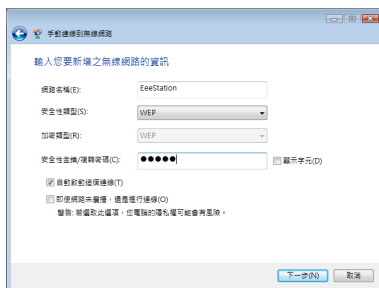 手動連線到無線網路
輸入您要新增之無線網路的資訊
網路名稱(E):
EeeStation
安全性類型(S):
WEP
加密類型(R):
WEP
安全性金鑰/複雜密碼(C):
●●●●●
顯示字元(D)
自動啟動這個連線(T)
即使網路未廣播，還是進行連線(O)
警告: 若選取此選項，您電腦的隱私權可能會有風險。
下一步(N)
取消